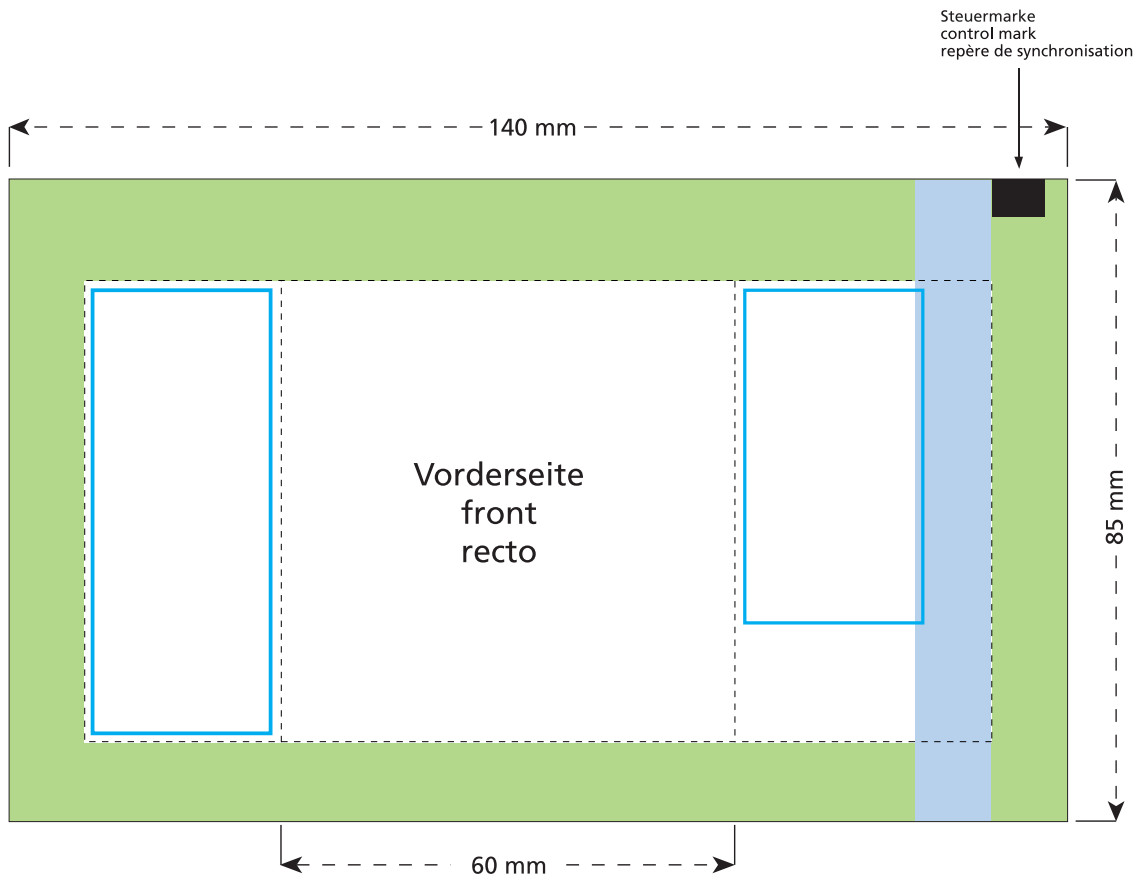 Steuermarke
control mark
repère de synchronisation
140 mm
Vorderseite
front
recto
85 mm
60 mm